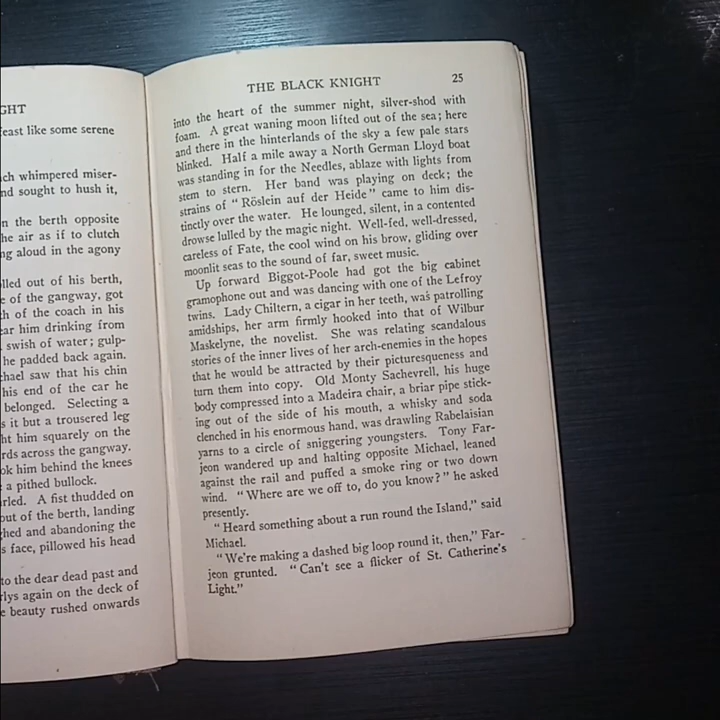 GHT
feast like some serene
ch whimpered miser-
nd sought to hush it,
n the berth opposite
he air as if to clutch
ng aloud in the agony
lled out of his berth,
e of the gangway, got
h of the coach in his
ear him drinking from
swish of water; gulp-
he padded back again.
chael saw that his chin
his end of the car he
belonged. Selecting a
s it but a trousered leg
ht him squarely on the
rds across the gangway.
ok him behind the knees
a pithed bullock.
rled. A fist thudded on
out of the berth, landing
ghed and abandoning the
s face, pillowed his head
to the dear dead past and
rlys again on the deck of
e beauty rushed onwards
THE BLACK KNIGHT 25
into the heart of the summer night, silver-shod with
foam. A great waning moon lifted out of the sea; here
and there in the hinterlands of the sky a few pale stars
blinked. Half a mile away a North German Lloyd boat
was standing in for the Needles, ablaze with lights from
stem to stern. Her band was playing on deck; the
strains of "Röslein auf der Heide" came to him dis-
tinctly over the water. He lounged, silent, in a contented
drowse lulled by the magic night. Well-fed, well-dressed,
careless of Fate, the cool wind on his brow, gliding over
moonlit seas to the sound of far, sweet music.
Up forward Biggot-Poole had got the big cabinet
gramophone out and was dancing with one of the Lefroy
twins. Lady Chiltern, a cigar in her teeth, was patrolling
amidships, her arm firmly hooked into that of Wilbur
Maskelyne, the novelist. She was relating scandalous
stories of the inner lives of her arch-enemies in the hopes
that he would be attracted by their picturesqueness and
turn them into copy. Old Monty Sachevrell, his huge
body compressed into a Madeira chair, a briar pipe stick-
ing out of the side of his mouth, a whisky and soda
clenched in his enormous hand, was drawling Rabelaisian
yarns to a circle of sniggering youngsters. Tony Far-
jeon wandered up and halting opposite Michael, leaned
against the rail and puffed a smoke ring or two down
wind. "Where are we off to, do you know?" he asked
presently.
"Heard something about a run round the Island," said
Michael.
"We're making a dashed big loop round it, then," Far-
jeon grunted. "Can't see a flicker of St. Catherine's
Light."